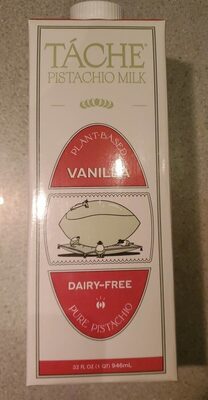 TÁCHE®
PISTACHIO MILK
PLANT-BASED
VANILLA
DAIRY-FREE
PURE PISTACHIO
32 FL OZ (1 QT) 946mL